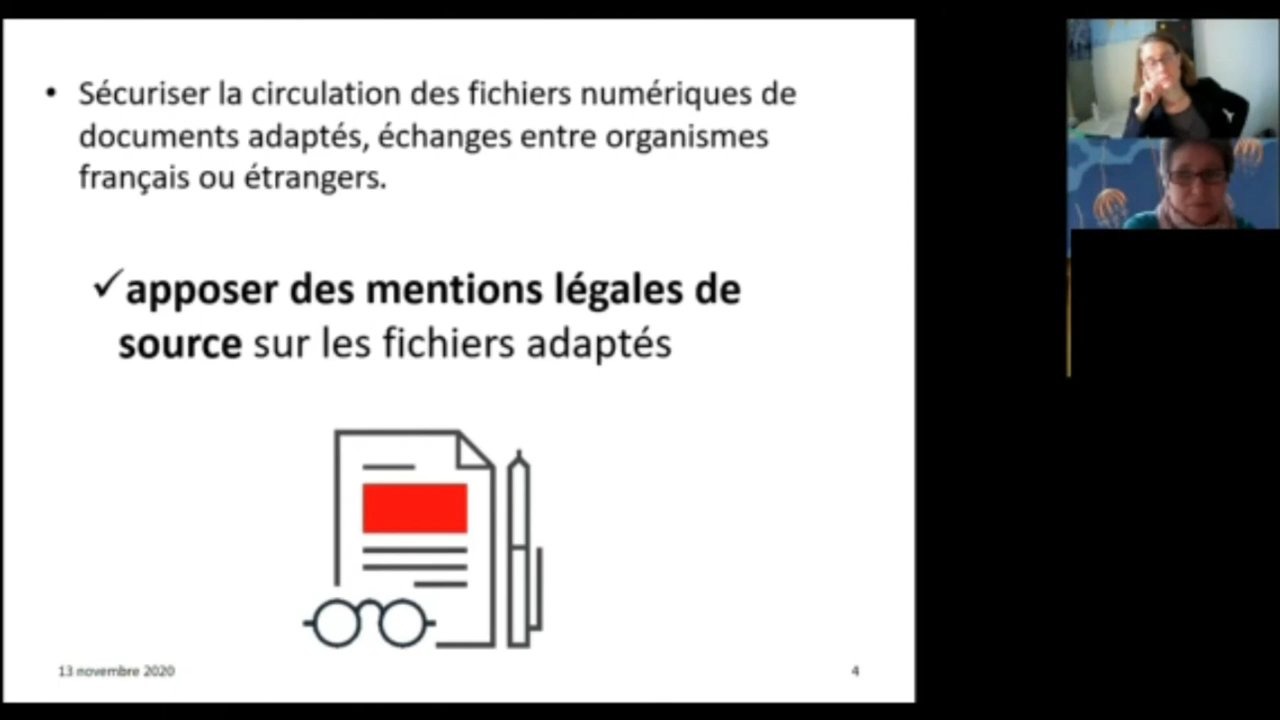 • Sécuriser la circulation des fichiers numériques de
documents adaptés, échanges entre organismes
français ou étrangers.
✓apposer des mentions légales de
source sur les fichiers adaptés
13 novembre 2020
4